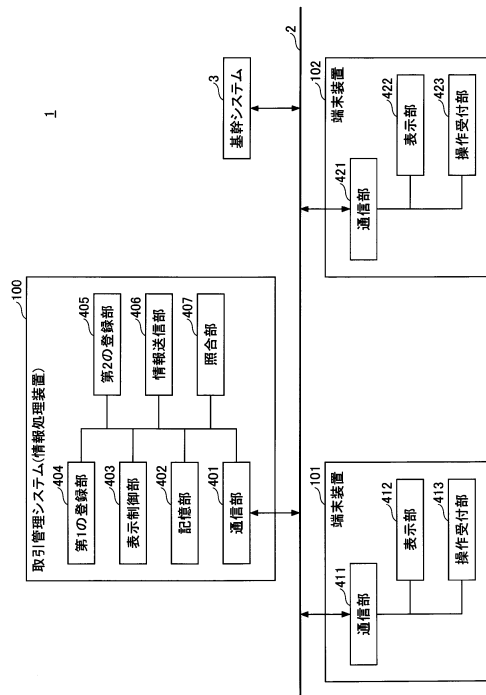 1
取引管理システム(情報処理装置)
100
第1の登録部
404
表示制御部
403
記憶部
402
通信部
401
第2の登録部
405
情報送信部
406
照合部
407
基幹システム
3
2
端末装置
101
通信部
411
表示部
412
操作受付部
413
端末装置
102
通信部
421
表示部
422
操作受付部
423